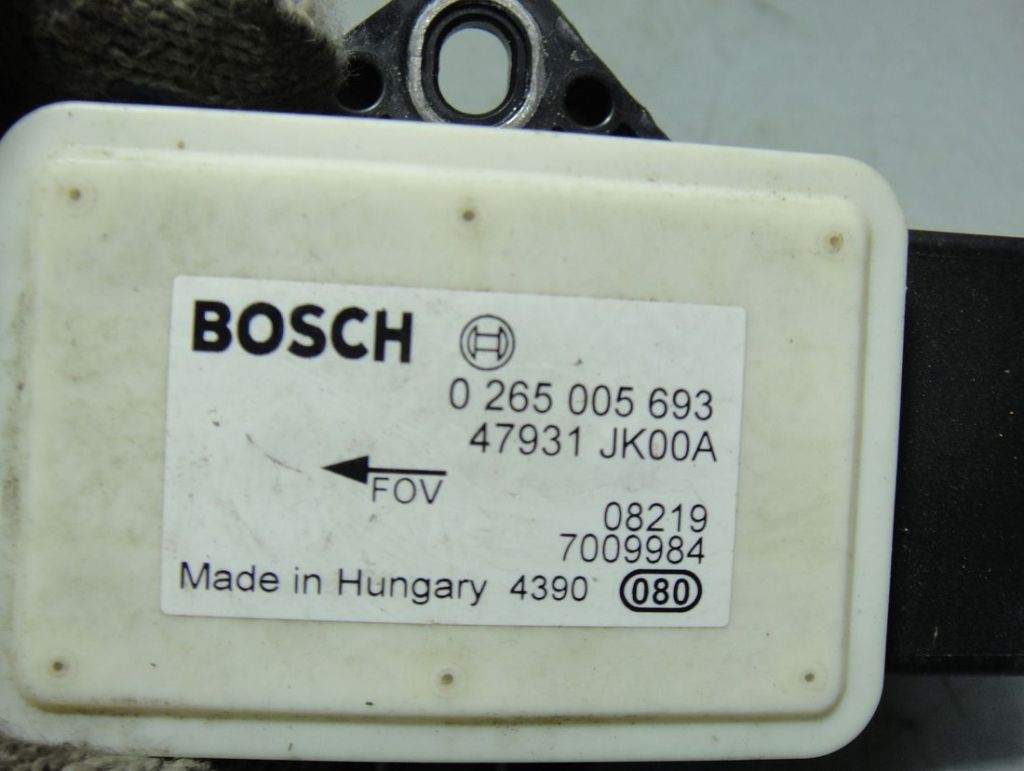 BOSCH
0 265 005 693
47931 JK00A
FOV
08219
7009984
Made in Hungary 4390 080